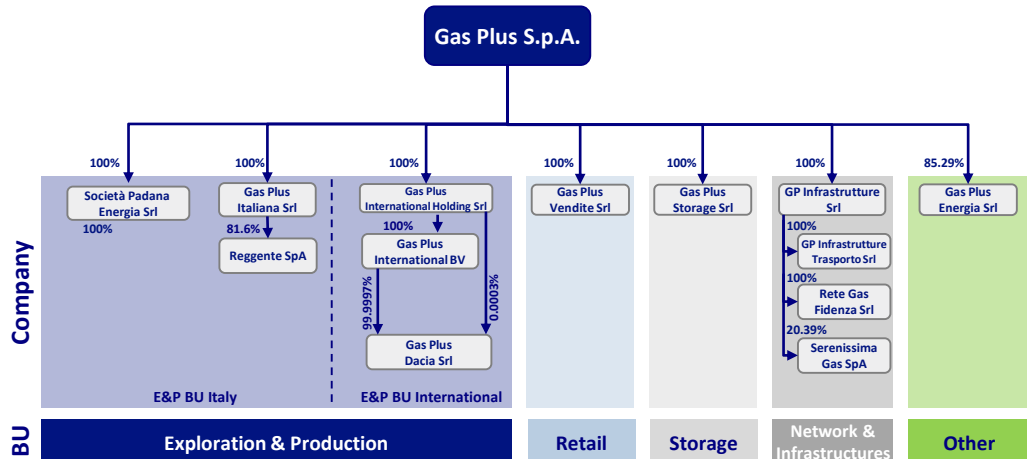 Gas Plus S.p.A.
100%
100%
100%
100%
100%
100%
85.29%
Società Padana
Energia Srl
100%
Gas Plus
Italiana Srl
81.6%
Reggente SpA
Gas Plus
International Holding Srl
100%
Gas Plus
International BV
99.9997%
0.0003%
Gas Plus
Dacia Srl
Gas Plus
Vendite Srl
Gas Plus
Storage Srl
GP Infrastrutture
Srl
100%
GP Infrastrutture
Trasporto Srl
100%
Rete Gas
Fidenza Srl
20.39%
Serenissima
Gas SpA
Gas Plus
Energia Srl
Company
E&P BU Italy
E&P BU International
BU
Exploration & Production
Retail
Storage
Network &
Infrastructures
Other